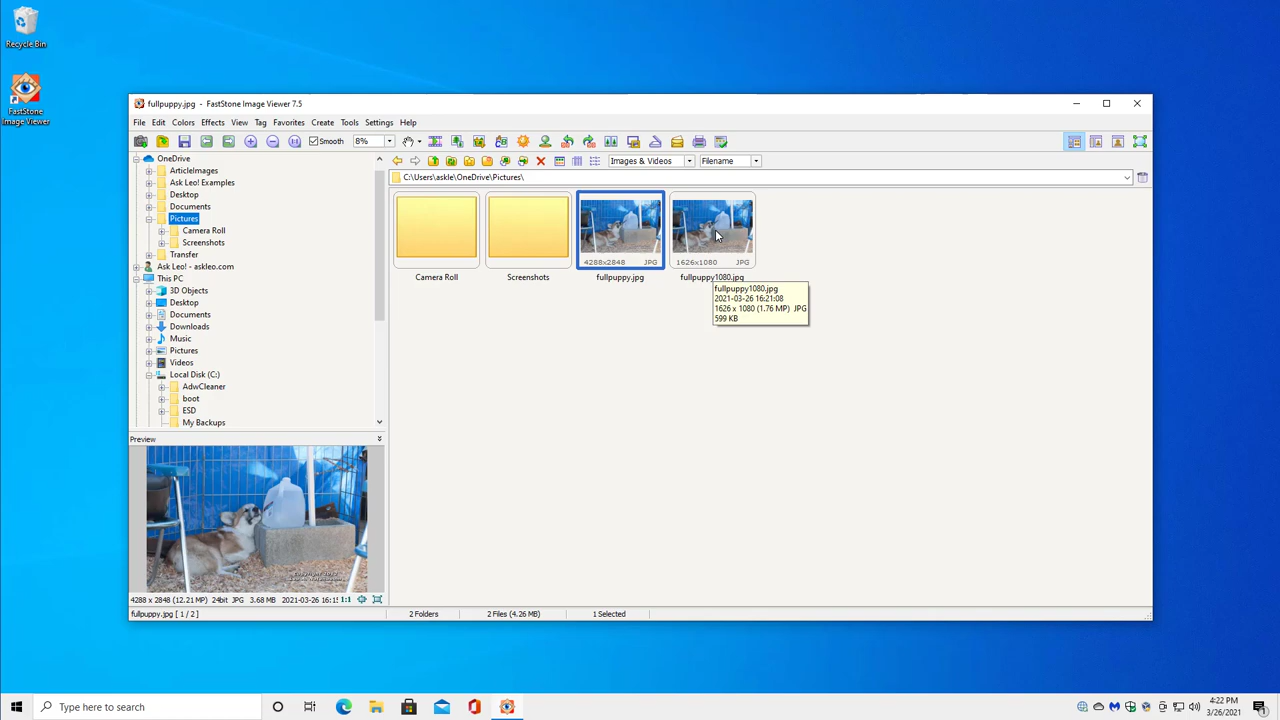 Recycle Bin
FastStone
Image Viewer
fullpuppy.jpg - FastStone Image Viewer 7.5
File Edit Colors Effects View Tag Favorites Create Tools Settings Help
Smooth 8%
Images & Videos Filename
C:\Users\askle\OneDrive\Pictures\
OneDrive
ArticleImages
Ask Leo! Examples
Desktop
Documents
Pictures
Camera Roll
Screenshots
Transfer
Ask Leo! - askleo.com
This PC
3D Objects
Desktop
Documents
Downloads
Music
Pictures
Videos
Local Disk (C:)
AdwCleaner
boot
ESD
My Backups
4288x2848 JPG
1626x1080 JPG
Camera Roll
Screenshots
fullpuppy.jpg
fullpuppy1080.jpg
fullpuppy1080.jpg
2021-03-26 16:21:08
1626 x 1080 (1.76 MP) JPG
599 KB
Preview
4288 x 2848 (12.21 MP) 24bit JPG 3.68 MB 2021-03-26 16:15 1:1
fullpuppy.jpg [ 1 / 2 ]
2 Folders
2 Files (4.26 MB)
1 Selected
Type here to search
4:22 PM
3/26/2021
1